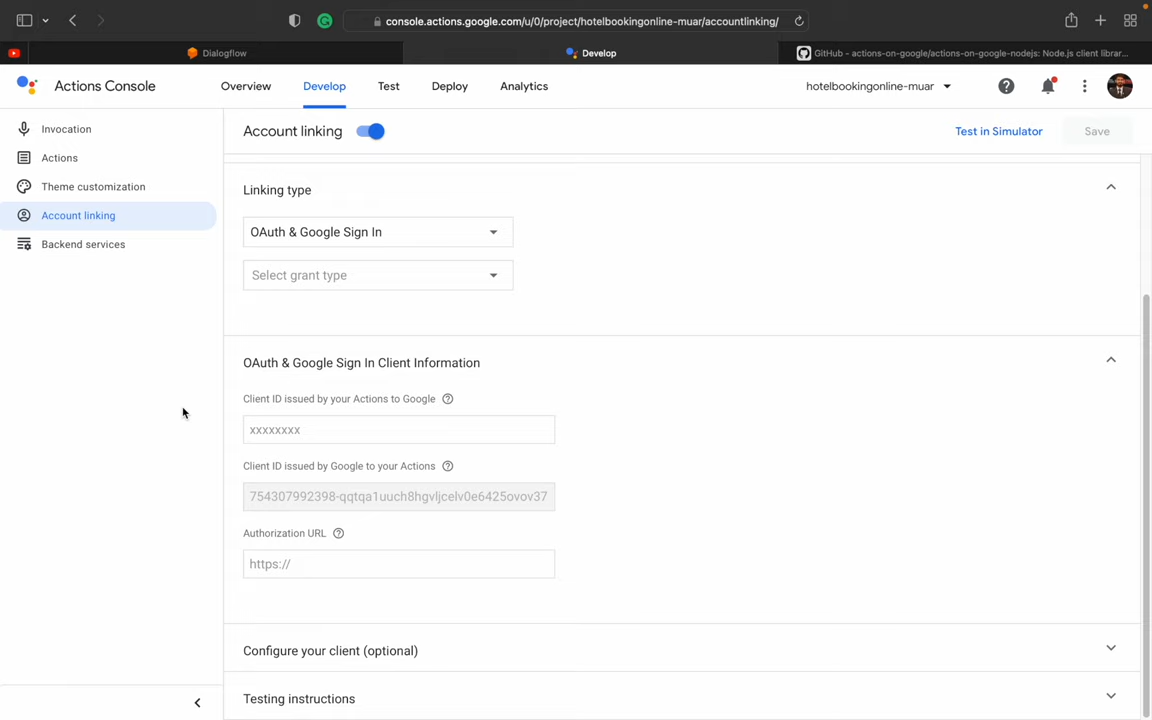 console.actions.google.com/u/0/project/hotelbookingonline-muar/accountlinking/
Dialogflow
Develop
GitHub - actions-on-google/actions-on-google-nodejs: Node.js client librar...
Actions Console
Overview
Develop
Test
Deploy
Analytics
hotelbookingonline-muar
Invocation
Actions
Theme customization
Account linking
Backend services
Account linking
Test in Simulator
Save
Linking type
OAuth & Google Sign In
Select grant type
OAuth & Google Sign In Client Information
Client ID issued by your Actions to Google
xxxxxxxx
Client ID issued by Google to your Actions
754307992398-qqtqa1uuch8hgvljcelv0e6425ovov37
Authorization URL
https://
Configure your client (optional)
Testing instructions